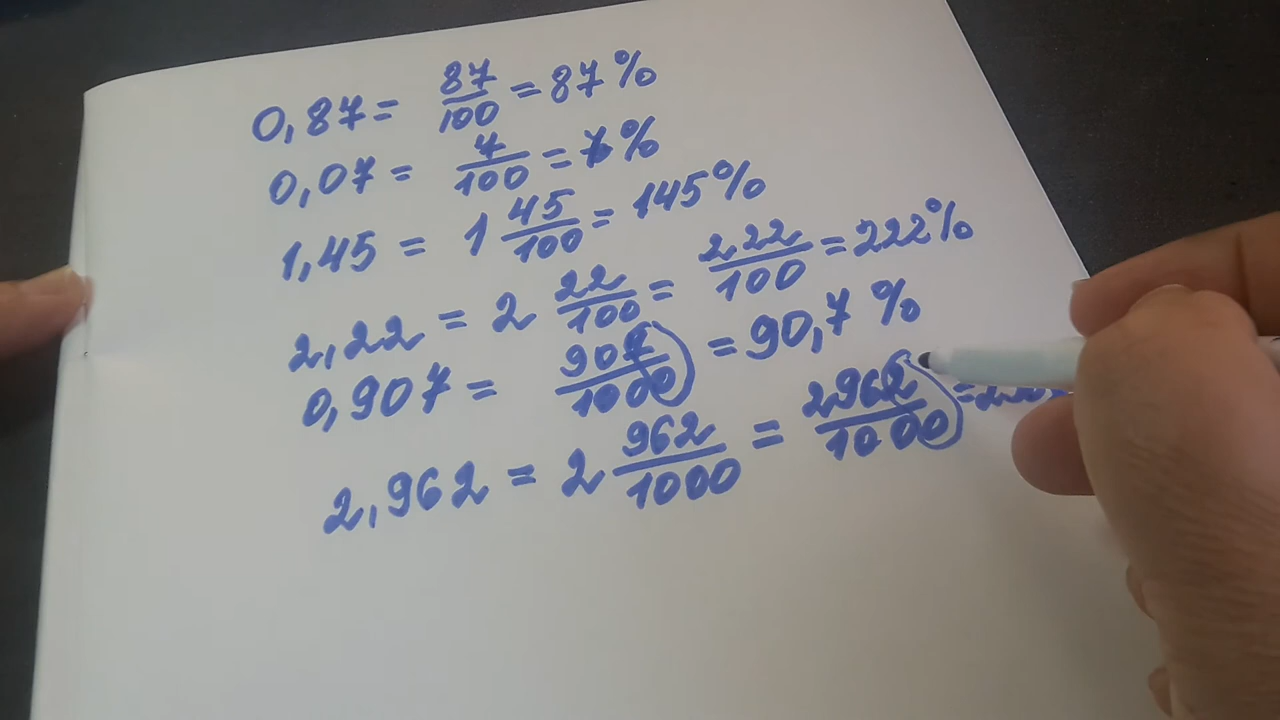 0,87 = 87/100 = 87%
0,07 = 7/100 = 7%
1,45 = 1 45/100 = 145%
2,22 = 2 22/100 = 222/100 = 222%
0,907 = 907/1000 = 90,7 %
2,962 = 2 962/1000 = 2962/1000 =